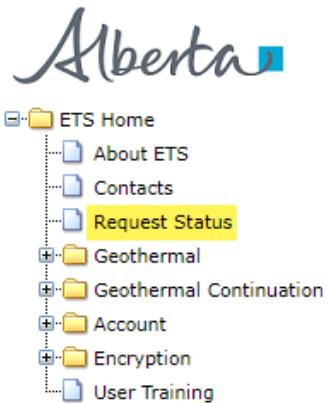 Alberta
ETS Home
About ETS
Contacts
Request Status
Geothermal
Geothermal Continuation
Account
Encryption
User Training